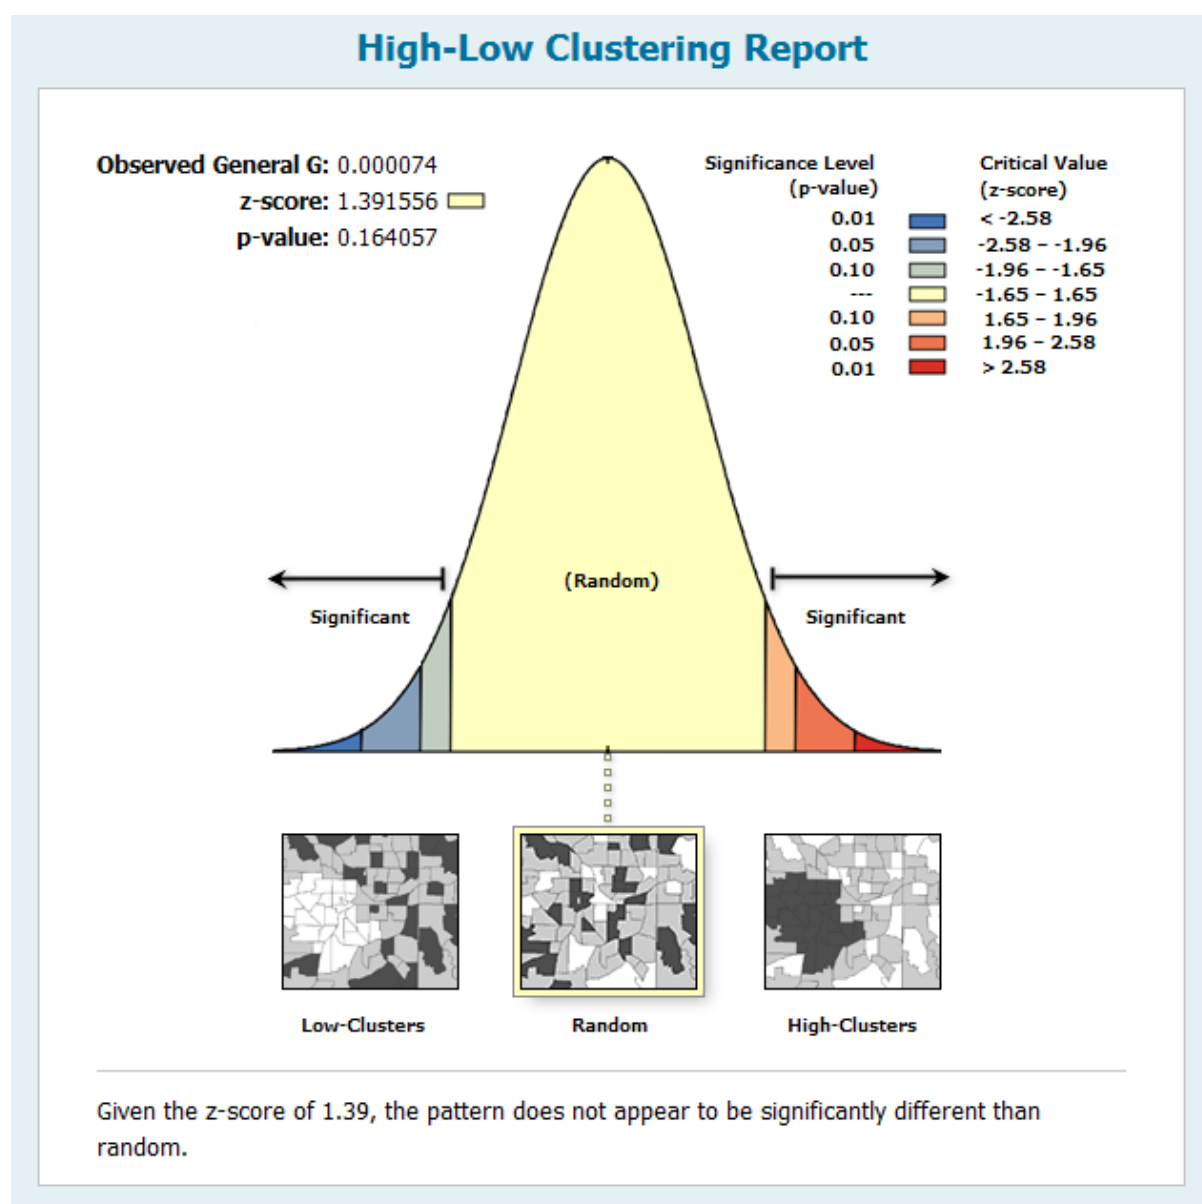 High-Low Clustering Report
Observed General G: 0.000074
z-score: 1.391556
p-value: 0.164057
Significance Level Critical Value
(p-value) (z-score)
0.01 < -2.58
0.05 -2.58 – -1.96
0.10 -1.96 – -1.65
--- -1.65 – 1.65
0.10 1.65 – 1.96
0.05 1.96 – 2.58
0.01 > 2.58
(Random)
Significant Significant
Low-Clusters Random High-Clusters
Given the z-score of 1.39, the pattern does not appear to be significantly different than
random.